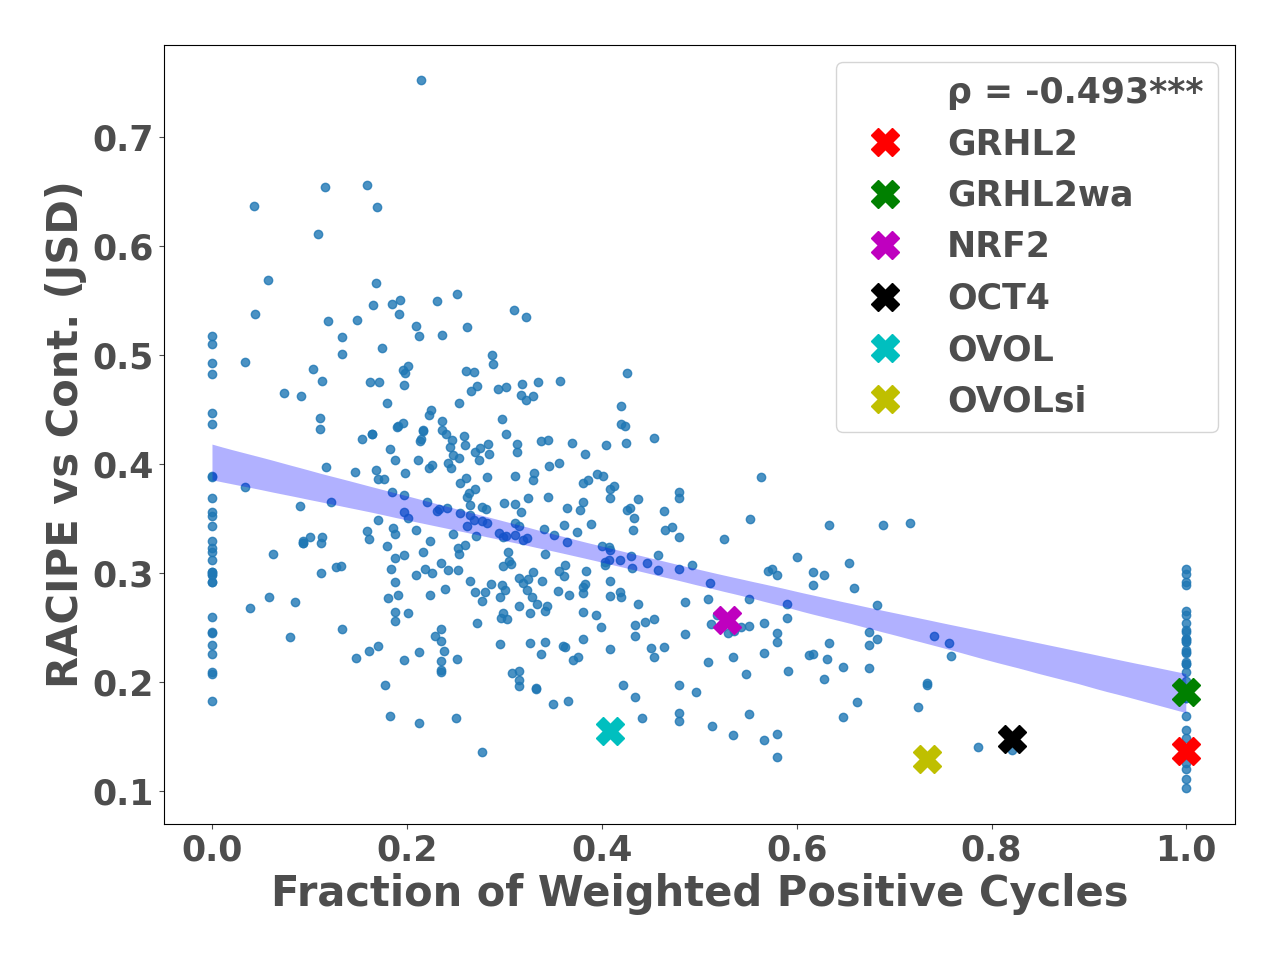 ρ = -0.493***
GRHL2
GRHL2wa
NRF2
OCT4
OVOL
OVOLsi
RACIPE vs Cont. (JSD)
0.7
0.6
0.5
0.4
0.3
0.2
0.1
0.0 0.2 0.4 0.6 0.8 1.0
Fraction of Weighted Positive Cycles